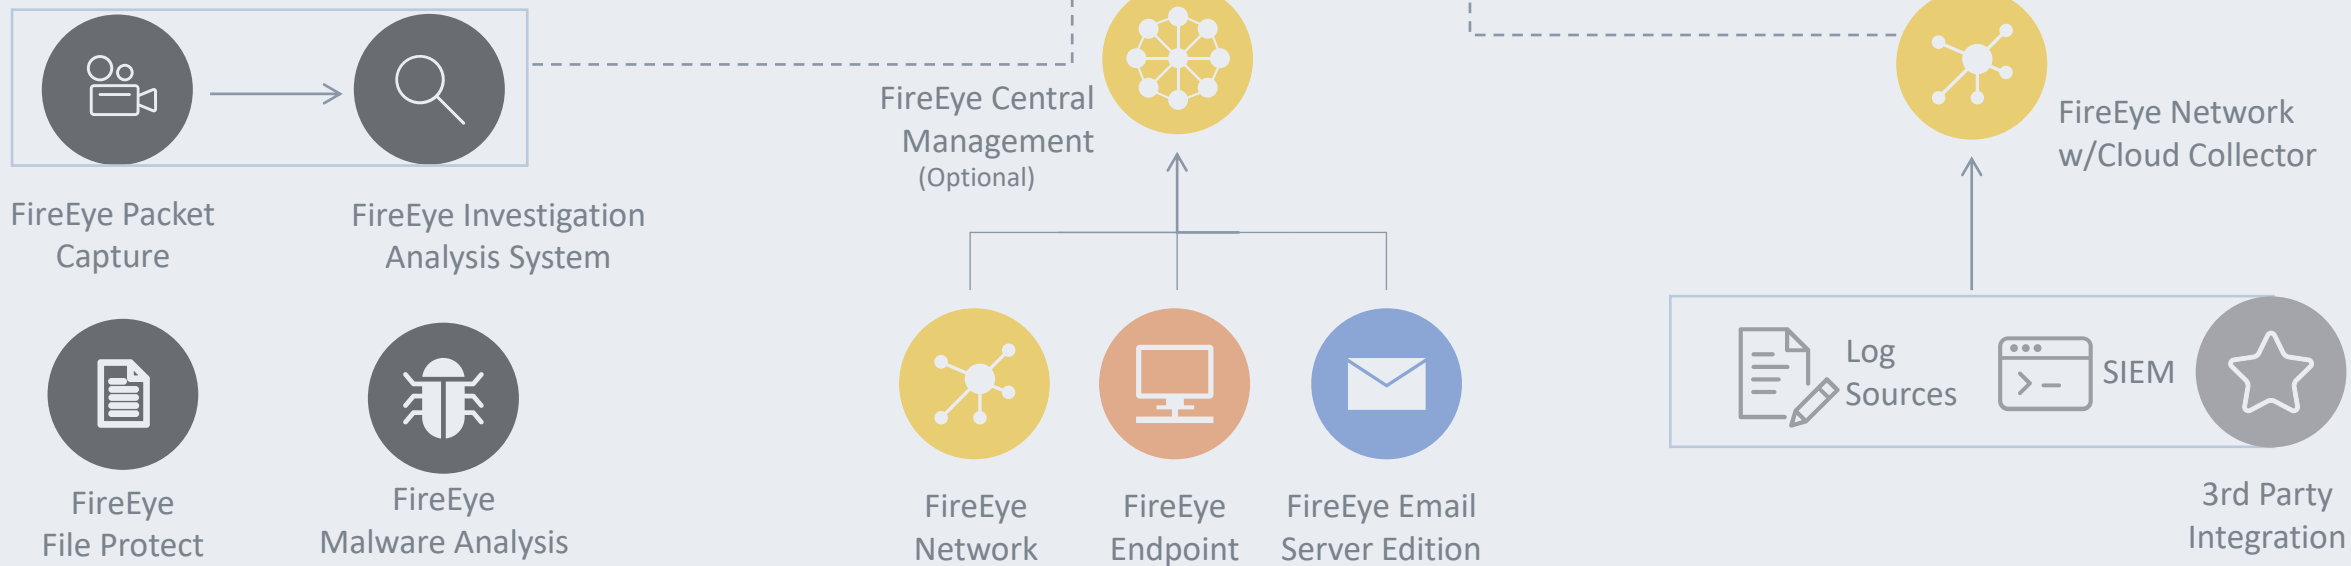 FireEye Packet
Capture
FireEye Investigation
Analysis System
FireEye Central
Management
(Optional)
FireEye Network
w/Cloud Collector
FireEye
File Protect
FireEye
Malware Analysis
FireEye
Network
FireEye
Endpoint
FireEye Email
Server Edition
Log
Sources
SIEM
3rd Party
Integration